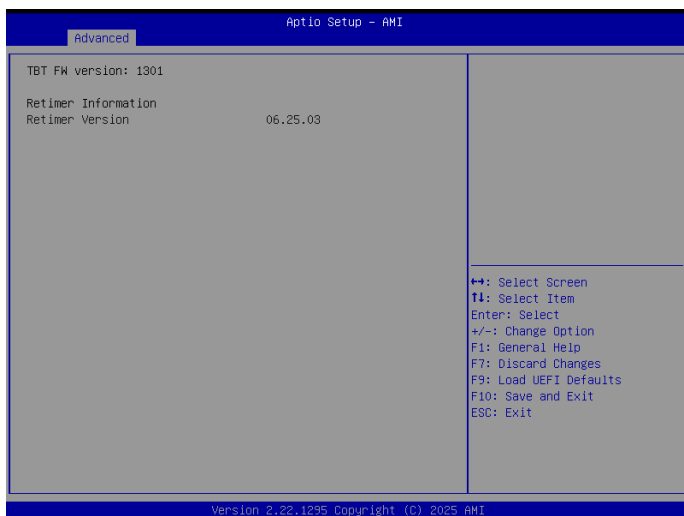 Aptio Setup – AMI
Advanced
TBT FW version: 1301
Retimer Information
Retimer Version 06.25.03
↔: Select Screen
↑↓: Select Item
Enter: Select
+/-: Change Option
F1: General Help
F7: Discard Changes
F9: Load UEFI Defaults
F10: Save and Exit
ESC: Exit
Version 2.22.1295 Copyright (C) 2025 AMI